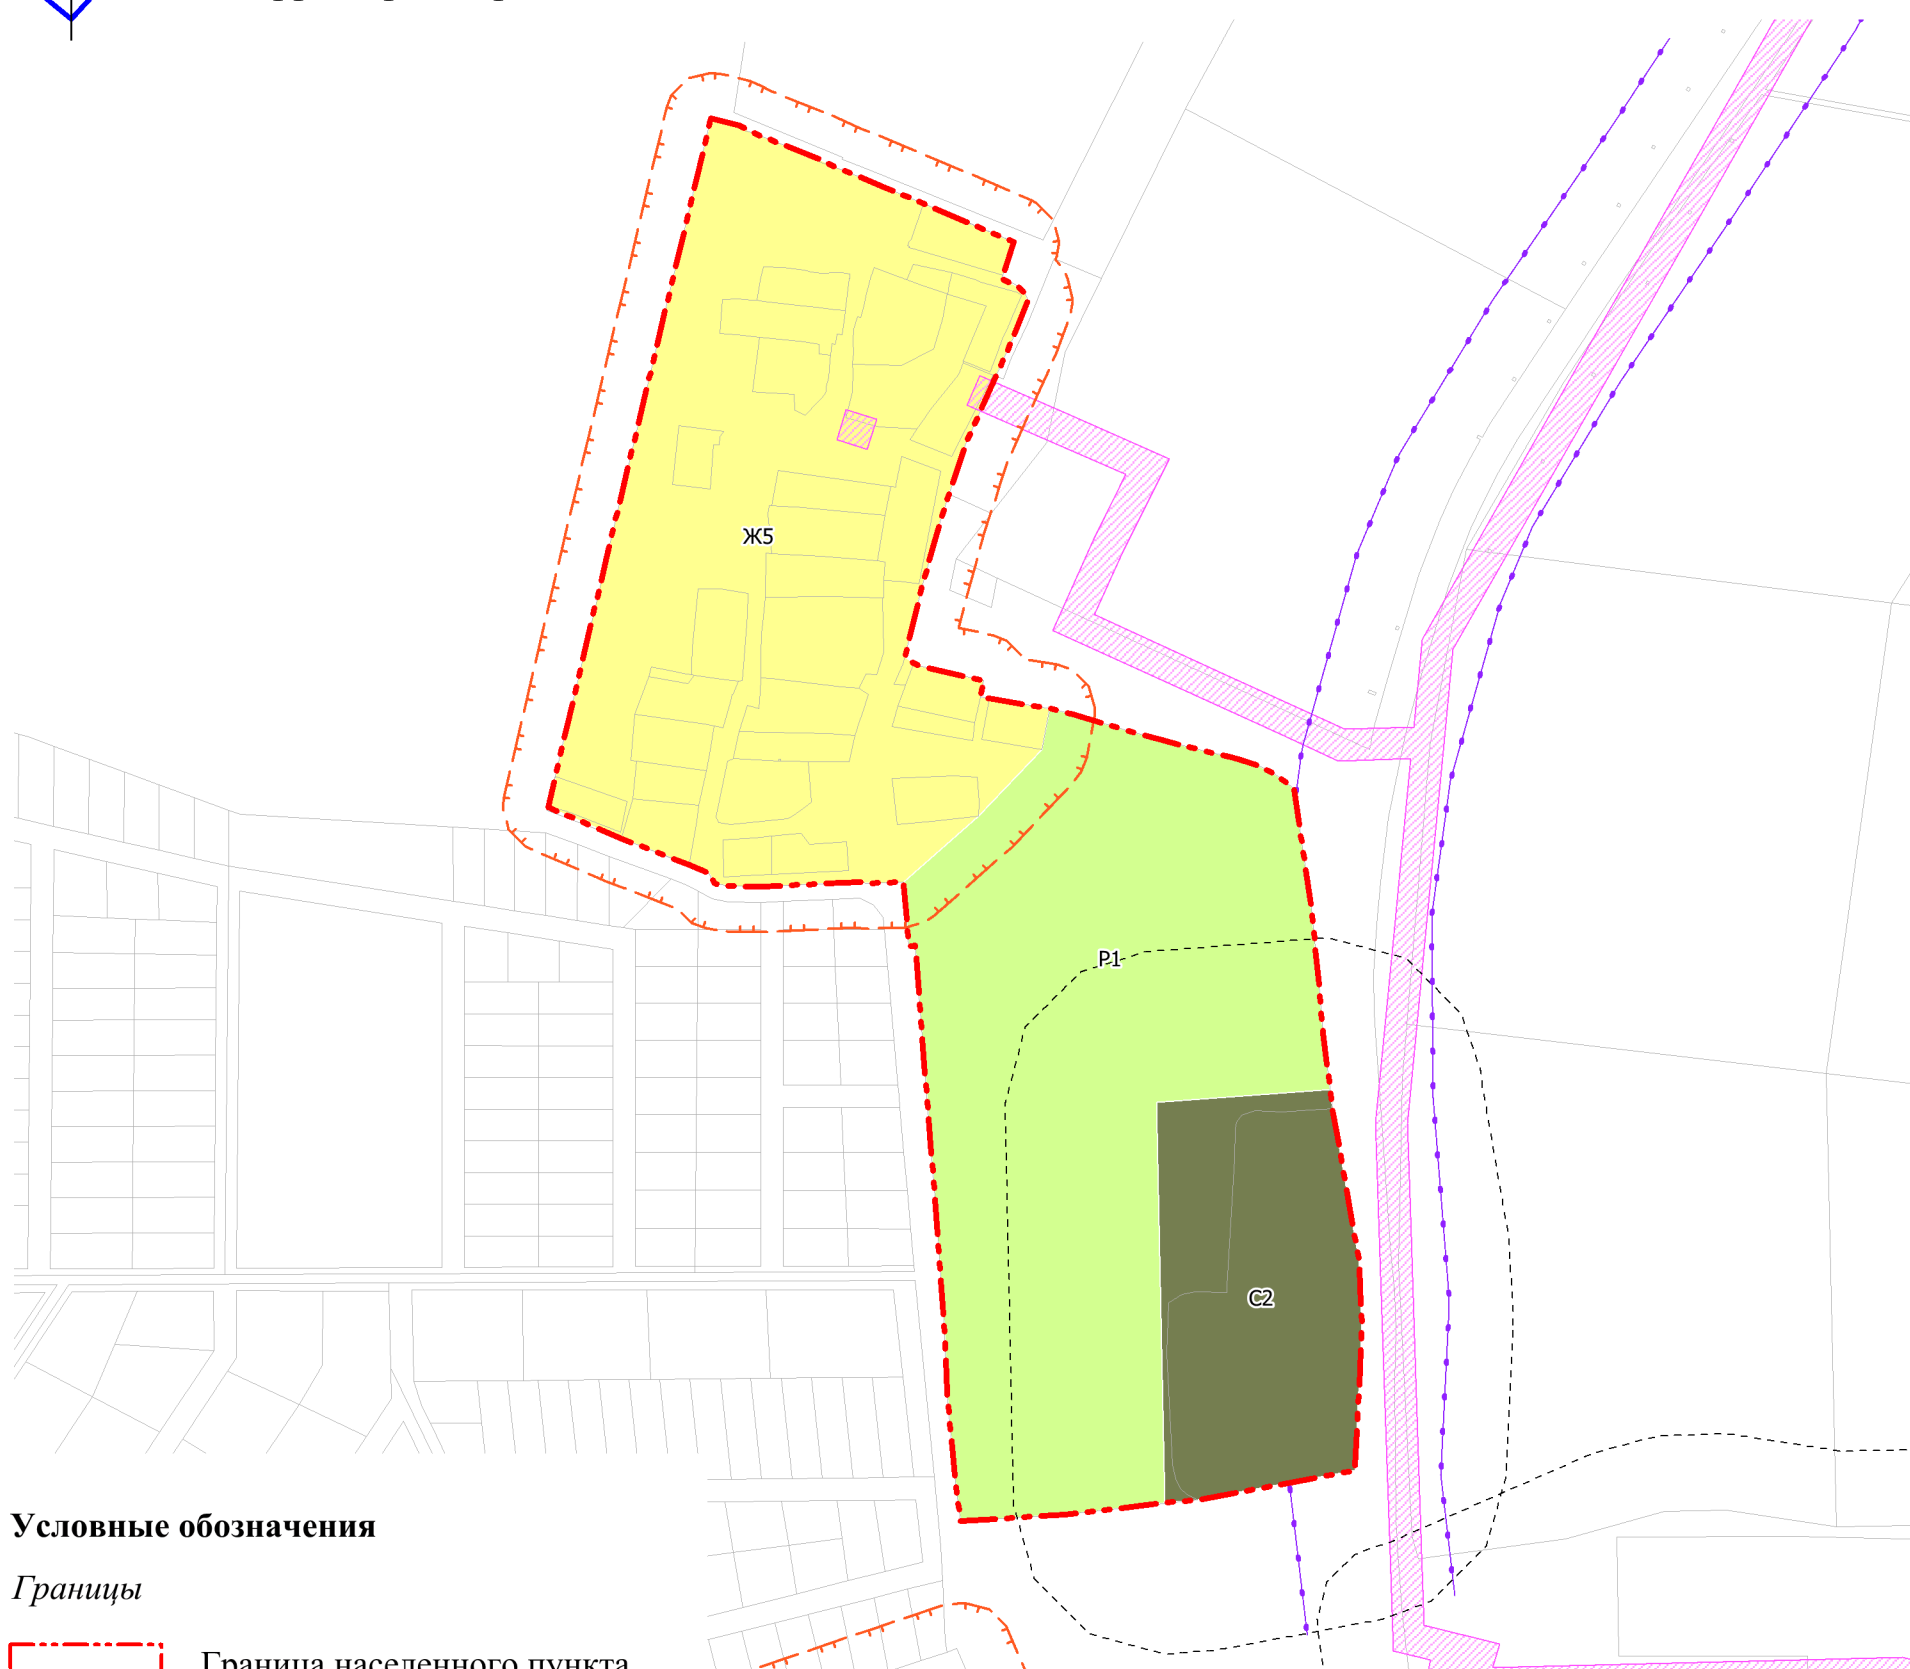 Ж5
Р1
С2
Условные обозначения
Границы
Граница населенного пункта